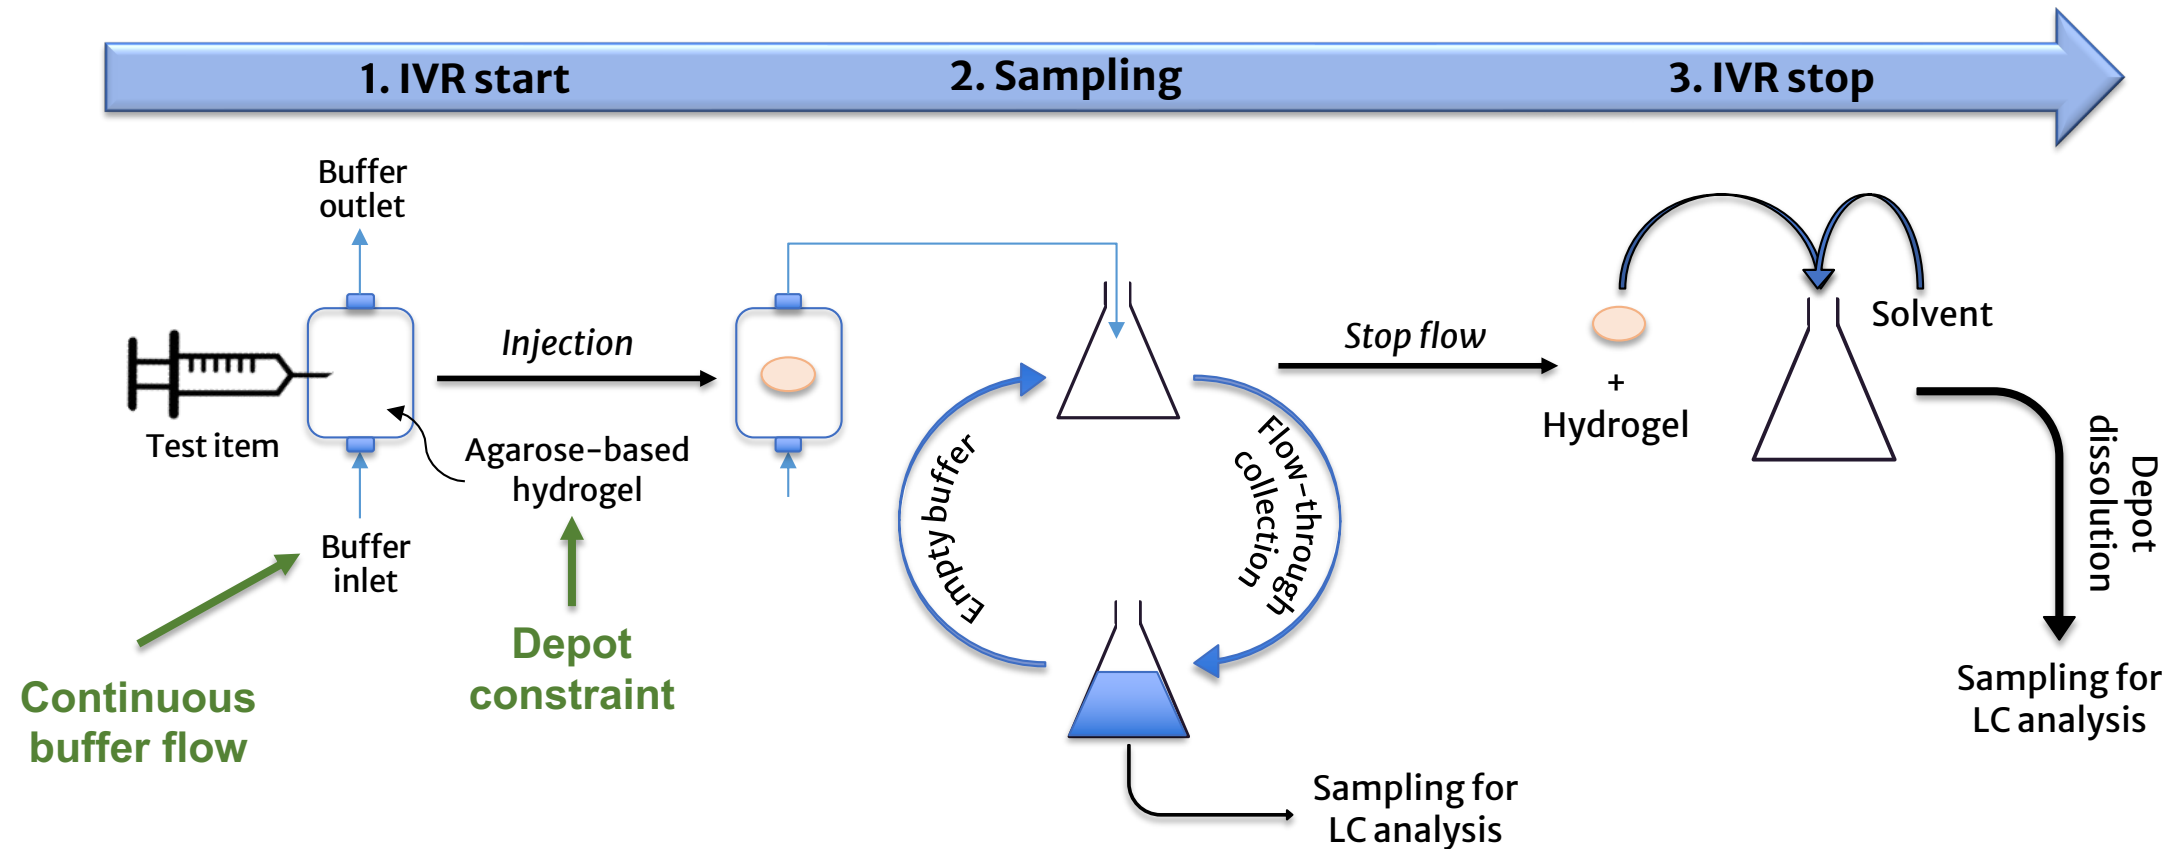 1. IVR start
2. Sampling
3. IVR stop
Buffer
outlet
Test item
Injection
Agarose-based
hydrogel
Buffer
inlet
Continuous
buffer flow
Depot
constraint
Empty buffer
Flow-through
collection
Sampling for
LC analysis
Stop flow
+
Hydrogel
Solvent
Depot
dissolution
Sampling for
LC analysis